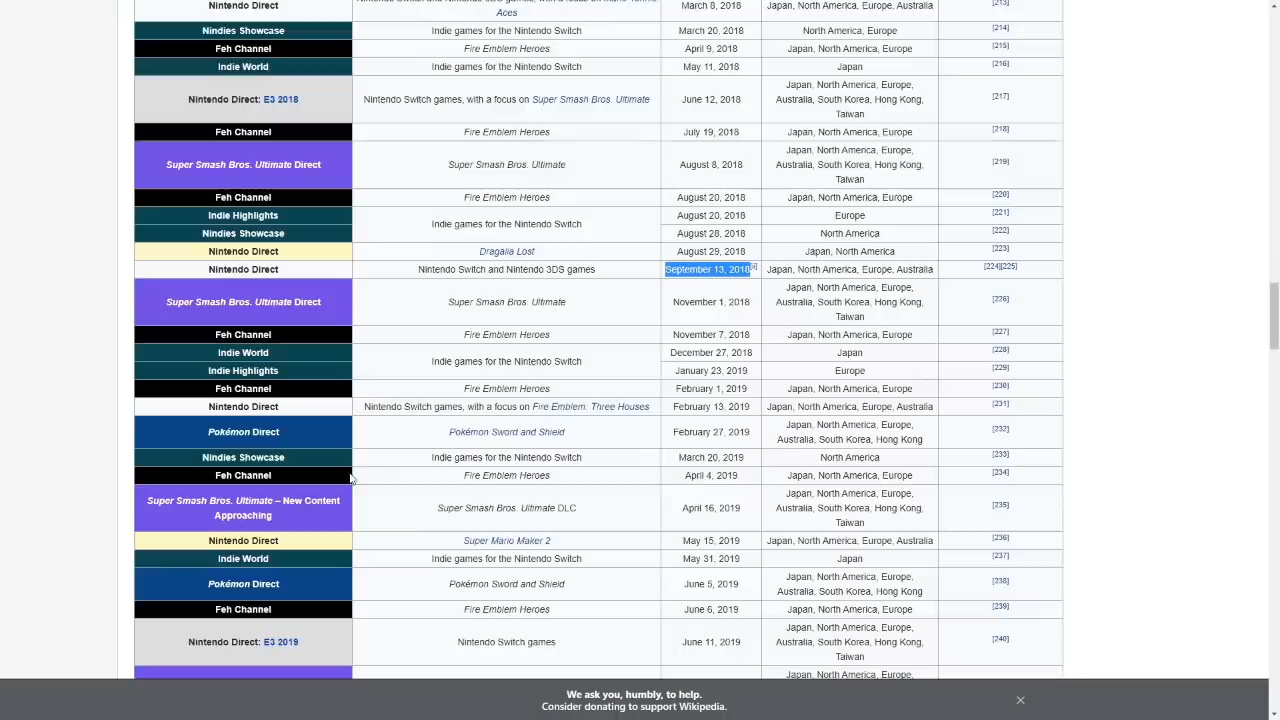 Nintendo Direct Nintendo Switch and Nintendo 3DS games, with a focus on Mario Tennis March 8, 2018 Japan, North America, Europe, Australia [213]
Aces
Nindies Showcase Indie games for the Nintendo Switch March 20, 2018 North America, Europe [214]
Feh Channel Fire Emblem Heroes April 9, 2018 Japan, North America, Europe [215]
Indie World Indie games for the Nintendo Switch May 11, 2018 Japan [216]
Nintendo Direct: E3 2018 Nintendo Switch games, with a focus on Super Smash Bros. Ultimate June 12, 2018 Japan, North America, Europe, [217]
Australia, South Korea, Hong Kong,
Taiwan
Feh Channel Fire Emblem Heroes July 19, 2018 Japan, North America, Europe [218]
Super Smash Bros. Ultimate Direct Super Smash Bros. Ultimate August 8, 2018 Japan, North America, Europe, [219]
Australia, South Korea, Hong Kong,
Taiwan
Feh Channel Fire Emblem Heroes August 20, 2018 Japan, North America, Europe [220]
Indie Highlights Indie games for the Nintendo Switch August 20, 2018 Europe [221]
Nindies Showcase August 28, 2018 North America [222]
Nintendo Direct Dragalia Lost August 29, 2018 Japan, North America [223]
Nintendo Direct Nintendo Switch and Nintendo 3DS games September 13, 2018 Japan, North America, Europe, Australia [224][225]
Super Smash Bros. Ultimate Direct Super Smash Bros. Ultimate November 1, 2018 Japan, North America, Europe, [226]
Australia, South Korea, Hong Kong,
Taiwan
Feh Channel Fire Emblem Heroes November 7, 2018 Japan, North America, Europe [227]
Indie World Indie games for the Nintendo Switch December 27, 2018 Japan [228]
Indie Highlights January 23, 2019 Europe [229]
Feh Channel Fire Emblem Heroes February 1, 2019 Japan, North America, Europe [230]
Nintendo Direct Nintendo Switch games, with a focus on Fire Emblem: Three Houses February 13, 2019 Japan, North America, Europe, Australia [231]
Pokémon Direct Pokémon Sword and Shield February 27, 2019 Japan, North America, Europe, [232]
Australia, South Korea, Hong Kong
Nindies Showcase Indie games for the Nintendo Switch March 20, 2019 North America [233]
Feh Channel Fire Emblem Heroes April 4, 2019 Japan, North America, Europe [234]
Super Smash Bros. Ultimate – New Content Approaching Super Smash Bros. Ultimate DLC April 16, 2019 Japan, North America, Europe, [235]
Australia, South Korea, Hong Kong,
Taiwan
Nintendo Direct Super Mario Maker 2 May 15, 2019 Japan, North America, Europe, Australia [236]
Indie World Indie games for the Nintendo Switch May 31, 2019 Japan [237]
Pokémon Direct Pokémon Sword and Shield June 5, 2019 Japan, North America, Europe, [238]
Australia, South Korea, Hong Kong
Feh Channel Fire Emblem Heroes June 6, 2019 Japan, North America, Europe [239]
Nintendo Direct: E3 2019 Nintendo Switch games June 11, 2019 Japan, North America, Europe, [240]
Australia, South Korea, Hong Kong,
Taiwan
Japan, North America, Europe,
We ask you, humbly, to help.
Consider donating to support Wikipedia.